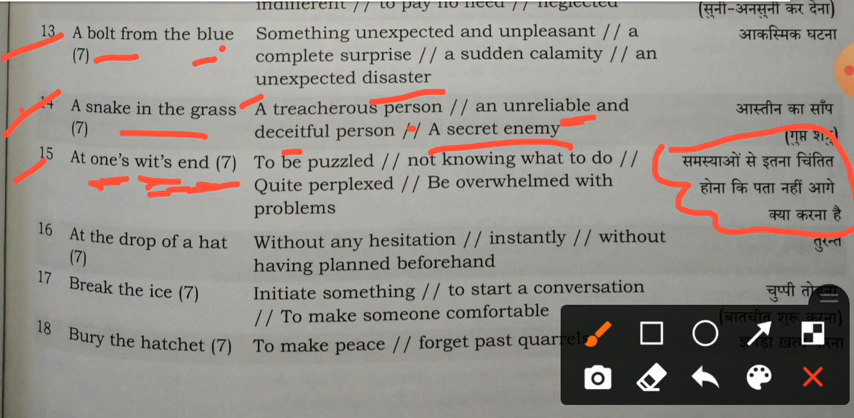 indifferent // to pay no heed // neglected
(सुनी-अनसुनी कर देना)
13 A bolt from the blue Something unexpected and unpleasant // a आकस्मिक घटना
(7) complete surprise // a sudden calamity // an
unexpected disaster
14 A snake in the grass A treacherous person // an unreliable and आस्तीन का साँप
(7) deceitful person // A secret enemy (गुप्त शत्रु)
15 At one's wit's end (7) To be puzzled // not knowing what to do // समस्याओं से इतना चिंतित
Quite perplexed // Be overwhelmed with होना कि पता नहीं आगे
problems क्या करना है
16 At the drop of a hat Without any hesitation // instantly // without तुरन्त
(7) having planned beforehand
17 Break the ice (7) Initiate something // to start a conversation चुप्पी तोड़ना
// To make someone comfortable (बातचीत शुरू करना)
18 Bury the hatchet (7) To make peace // forget past quarrels